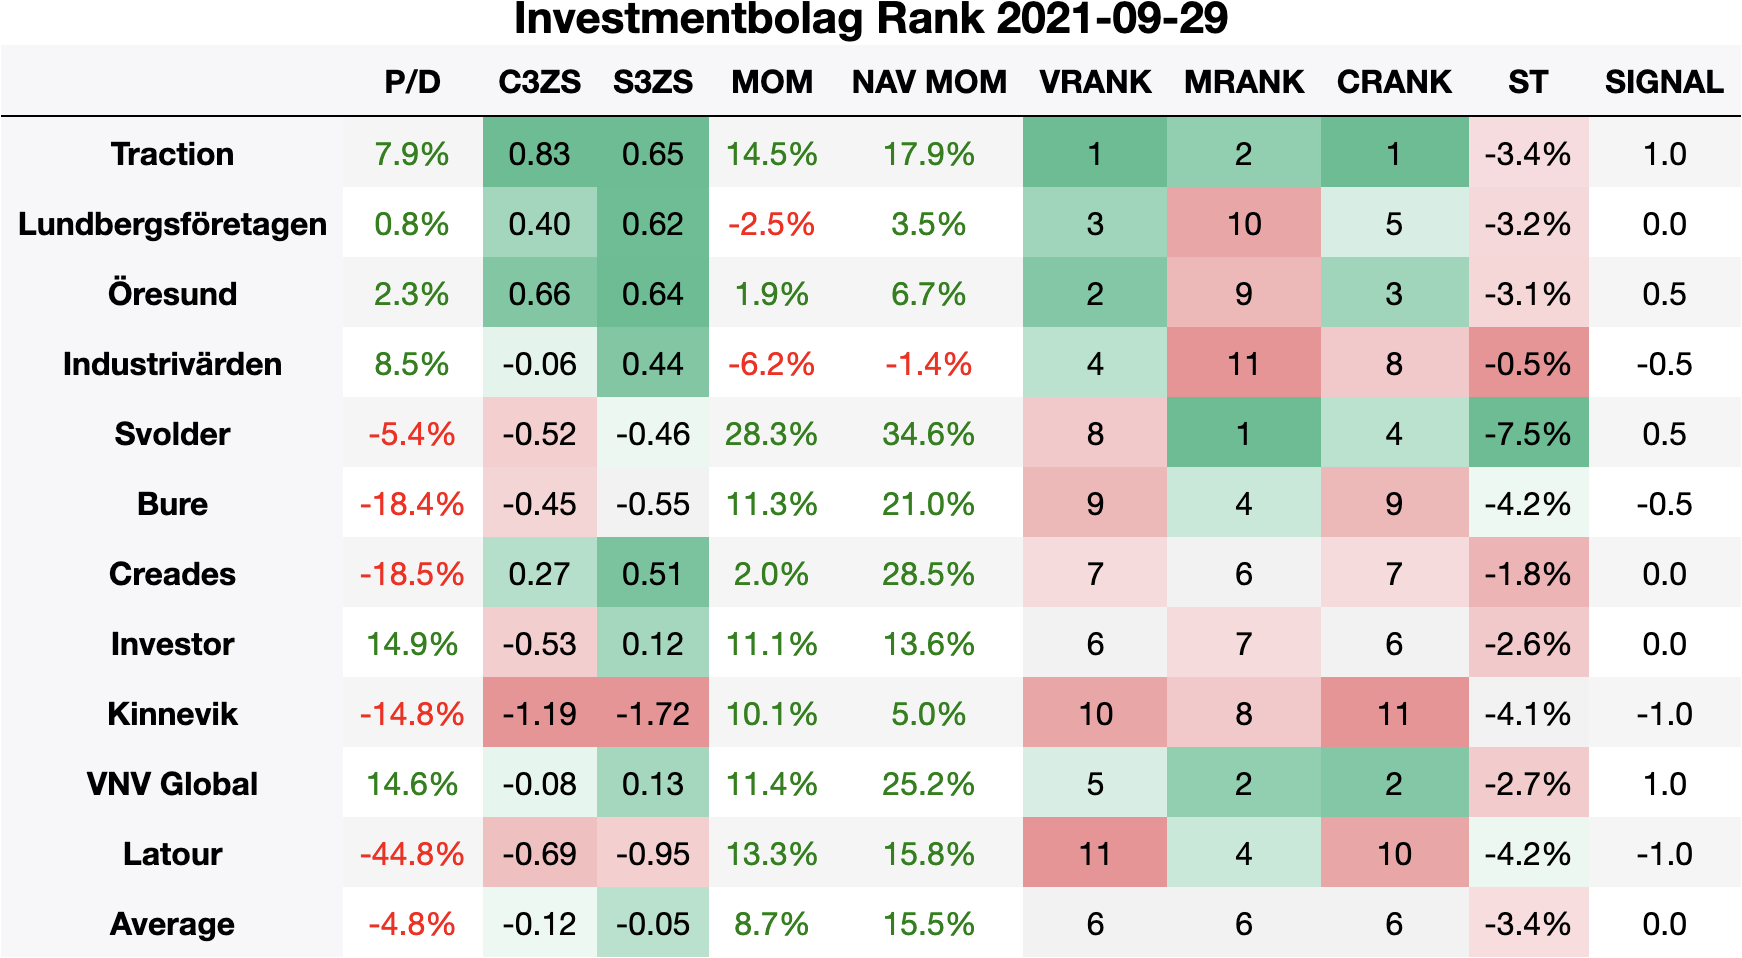 Investmentbolag Rank 2021-09-29
P/D C3ZS S3ZS MOM NAV MOM VRANK MRANK CRANK ST SIGNAL
Traction 7.9% 0.83 0.65 14.5% 17.9% 1 2 1 -3.4% 1.0
Lundbergsföretagen 0.8% 0.40 0.62 -2.5% 3.5% 3 10 5 -3.2% 0.0
Öresund 2.3% 0.66 0.64 1.9% 6.7% 2 9 3 -3.1% 0.5
Industrivärden 8.5% -0.06 0.44 -6.2% -1.4% 4 11 8 -0.5% -0.5
Svolder -5.4% -0.52 -0.46 28.3% 34.6% 8 1 4 -7.5% 0.5
Bure -18.4% -0.45 -0.55 11.3% 21.0% 9 4 9 -4.2% -0.5
Creades -18.5% 0.27 0.51 2.0% 28.5% 7 6 7 -1.8% 0.0
Investor 14.9% -0.53 0.12 11.1% 13.6% 6 7 6 -2.6% 0.0
Kinnevik -14.8% -1.19 -1.72 10.1% 5.0% 10 8 11 -4.1% -1.0
VNV Global 14.6% -0.08 0.13 11.4% 25.2% 5 2 2 -2.7% 1.0
Latour -44.8% -0.69 -0.95 13.3% 15.8% 11 4 10 -4.2% -1.0
Average -4.8% -0.12 -0.05 8.7% 15.5% 6 6 6 -3.4% 0.0